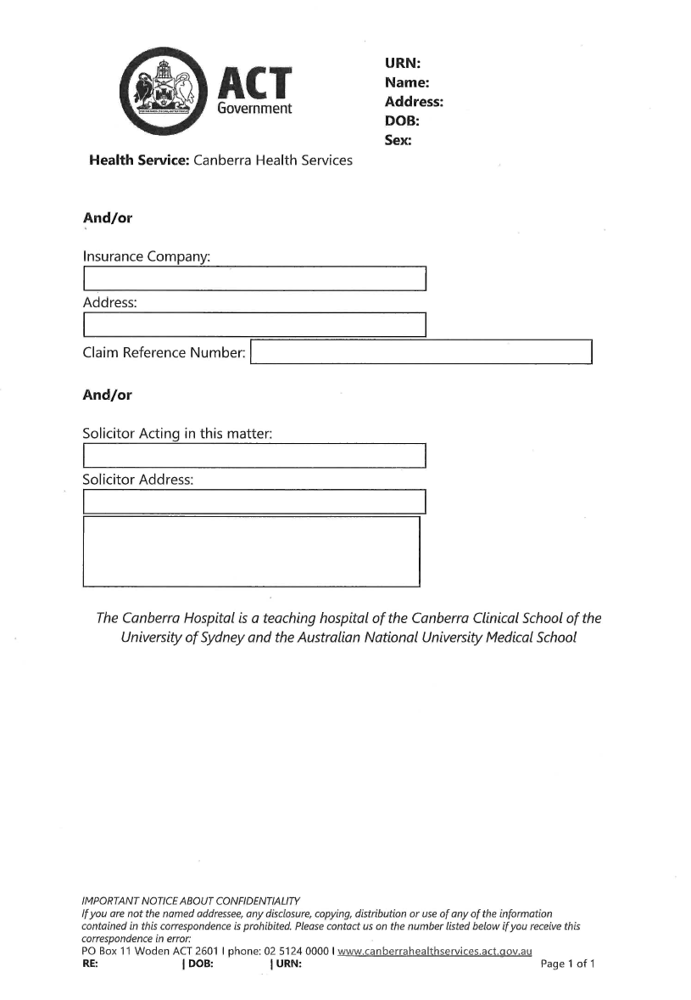 ACT
Government
URN:
Name:
Address:
DOB:
Sex:
Health Service: Canberra Health Services
And/or
Insurance Company:
Address:
Claim Reference Number:
And/or
Solicitor Acting in this matter:
Solicitor Address:
The Canberra Hospital is a teaching hospital of the Canberra Clinical School of the
University of Sydney and the Australian National University Medical School
IMPORTANT NOTICE ABOUT CONFIDENTIALITY
If you are not the named addressee, any disclosure, copying, distribution or use of any of the information
contained in this correspondence is prohibited. Please contact us on the number listed below if you receive this
correspondence in error.
PO Box 11 Woden ACT 2601 I phone: 02 5124 0000 I www.canberrahealthservices.act.gov.au
RE: | DOB: | URN: Page 1 of 1